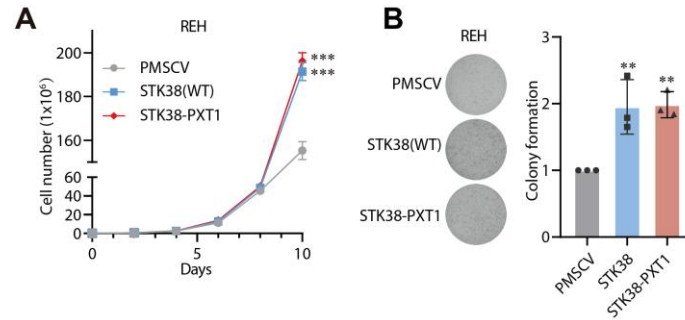 A
REH
PMSCV
STK38(WT)
STK38-PXT1
***
***
Cell number (1x10⁶)
200
180
160
60
40
20
0
0
5
10
Days
B
REH
PMSCV
STK38(WT)
STK38-PXT1
Colony formation
3
2
1
0
**
**
PMSCV
STK38
STK38-PXT1